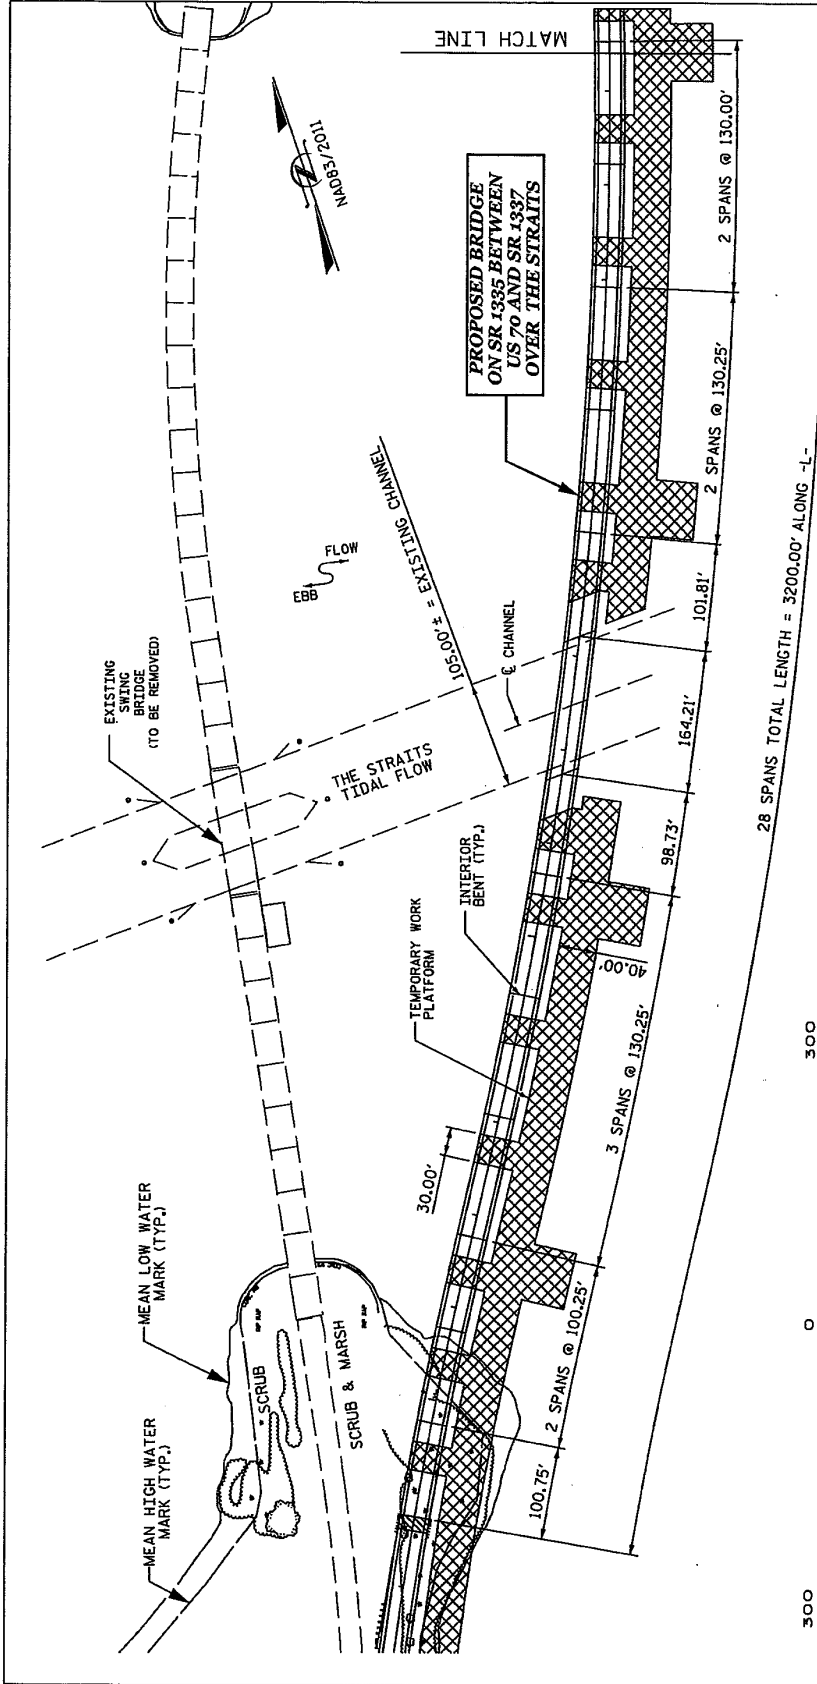 MATCH LINE
NAD83/2011
PROPOSED BRIDGE
ON SR 1335 BETWEEN
US 70 AND SR 1337
OVER THE STRAITS
2 SPANS @ 130.00'
2 SPANS @ 130.25'
105.00'± = EXISTING CHANNEL
FLOW
EBB
℄ CHANNEL
EXISTING
SWING
BRIDGE
(TO BE REMOVED)
THE STRAITS
TIDAL FLOW
101.81'
164.21'
98.73'
28 SPANS TOTAL LENGTH = 3200.00' ALONG -L-
INTERIOR
BENT (TYP.)
TEMPORARY WORK
PLATFORM
40.00'
3 SPANS @ 130.25'
30.00'
MEAN LOW WATER
MARK (TYP.)
MEAN HIGH WATER
MARK (TYP.)
SCRUB
SCRUB & MARSH
RIP RAP
RIP RAP
2 SPANS @ 100.25'
100.75'
300
0
300